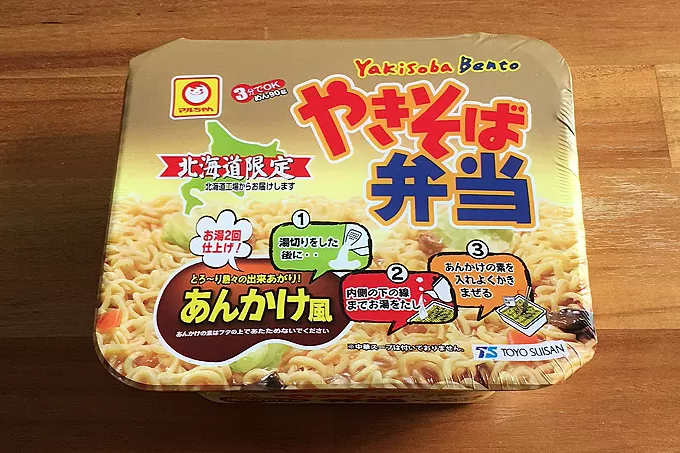 Yakisoba Bento
マルちゃん
3分でOK
めん90g
やきそば
弁当
北海道限定
北海道工場からお届けします
お湯2回
仕上げ!
とろ〜り熱々の出来あがり!
あんかけ風
あんかけの素はフタの上であたためないでください
1
湯切りをした
後に・・
2
内側の下の線
までお湯をたし
3
あんかけの素を
入れよくかき
まぜる
※中華スープは付いておりません。
TS TOYO SUISAN